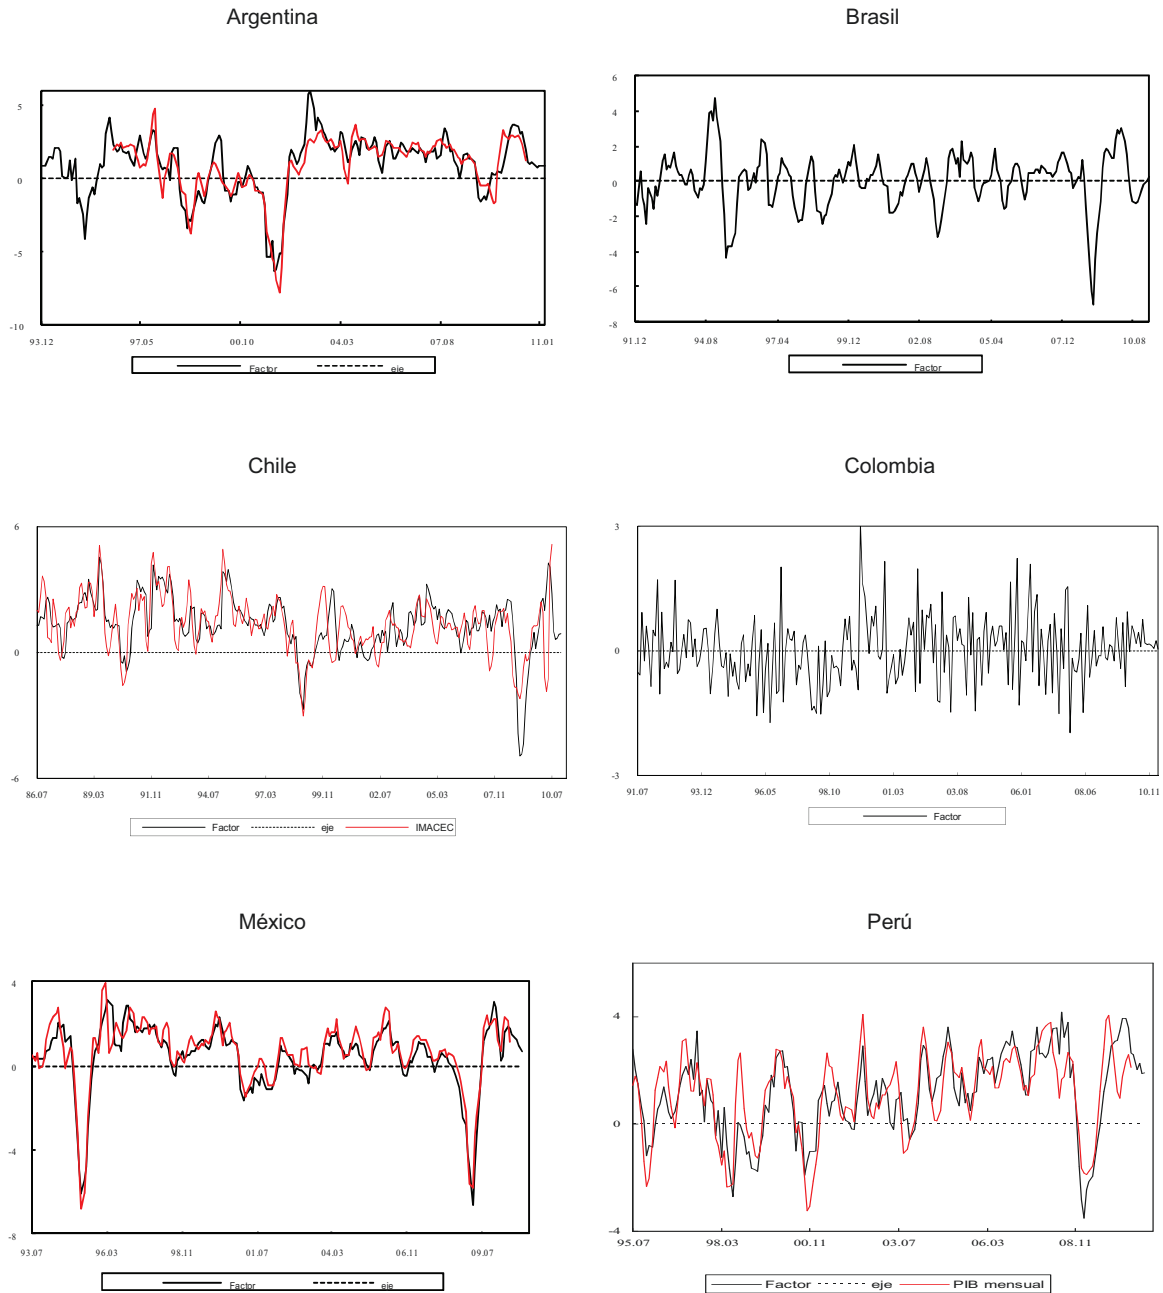 Argentina
5
0
-5
-10
93.12 97.05 00.10 04.03 07.08 11.01
Factor eje
Brasil
6
4
2
0
-2
-4
-6
-8
91.12 94.08 97.04 99.12 02.08 05.04 07.12 10.08
Factor
Chile
6
0
-6
86.07 89.03 91.11 94.07 97.03 99.11 02.07 05.03 07.11 10.07
Factor eje IMACEC
Colombia
3
0
-3
91.07 93.12 96.05 98.10 01.03 03.08 06.01 08.06 10.11
Factor
México
4
0
-4
-8
93.07 96.03 98.11 01.07 04.03 06.11 09.07
Factor eje
Perú
4
0
-4
95.07 98.03 00.11 03.07 06.03 08.11
Factor eje PIB mensual